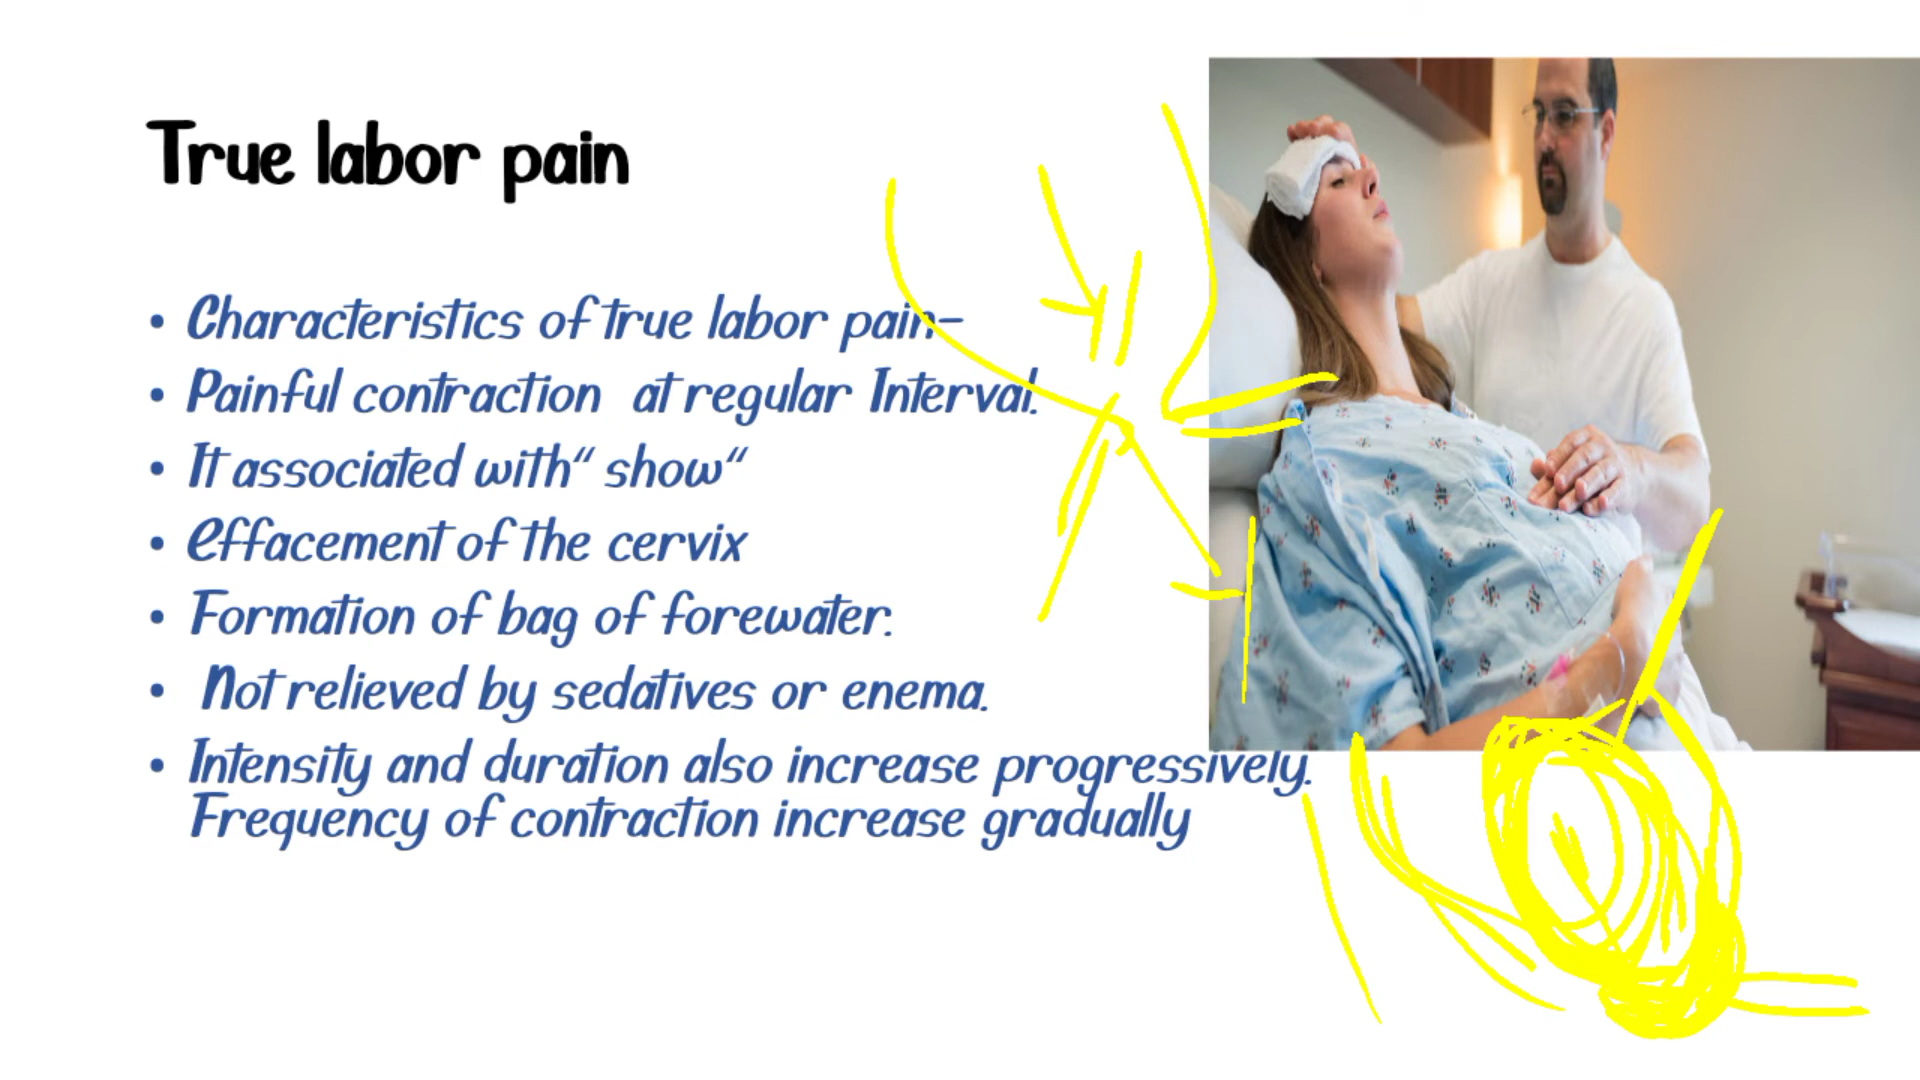 True labor pain
• Characteristics of true labor pain-
• Painful contraction at regular Interval.
• It associated with“ show“
• Effacement of the cervix
• Formation of bag of forewater.
• Not relieved by sedatives or enema.
• Intensity and duration also increase progressively.
Frequency of contraction increase gradually